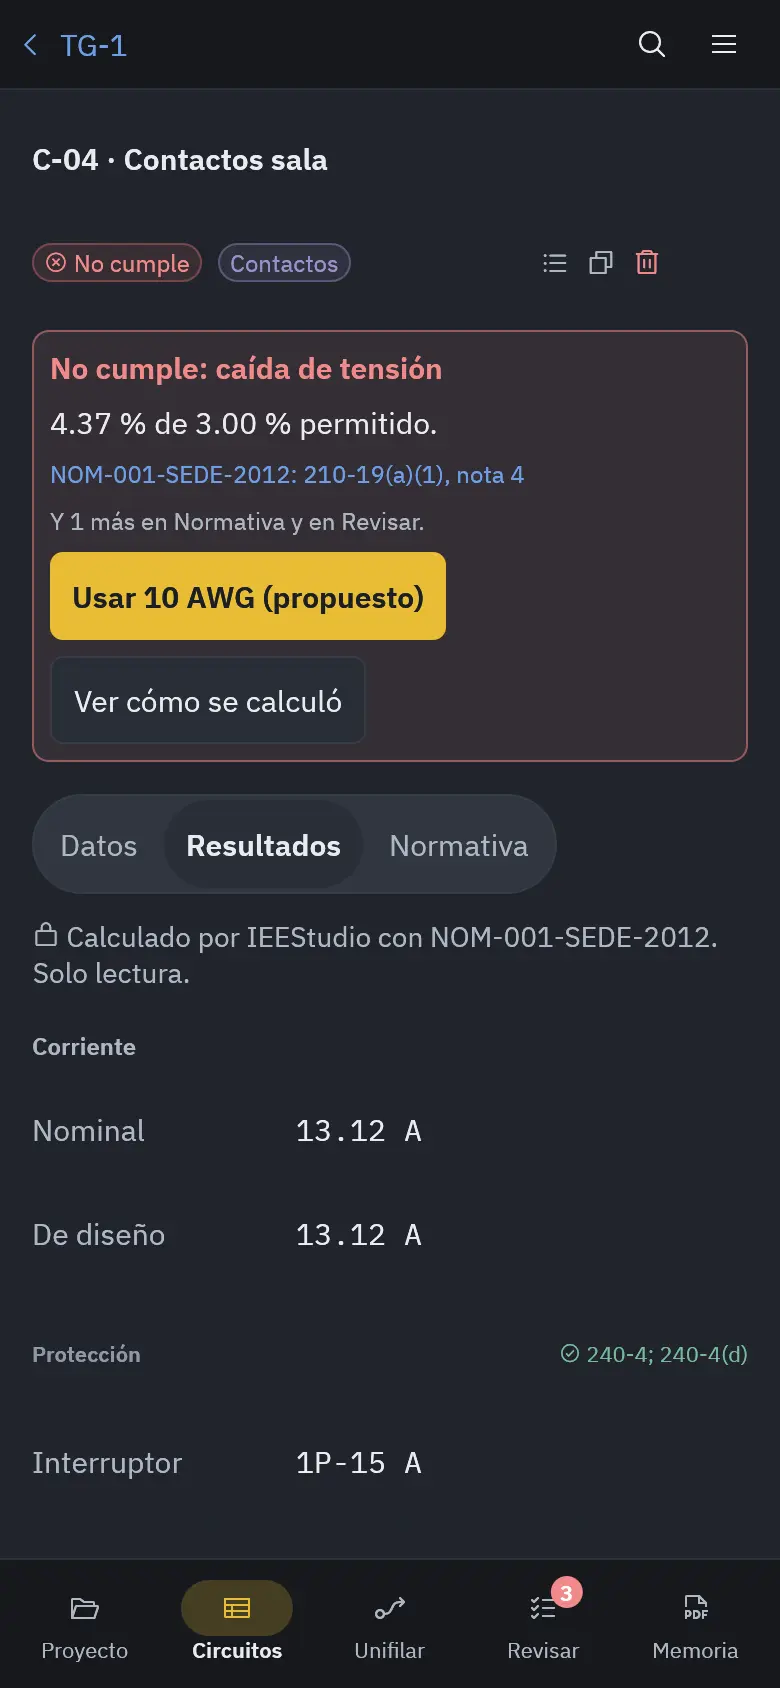 TG-1
C-04 · Contactos sala
No cumple
Contactos
No cumple: caída de tensión
4.37 % de 3.00 % permitido.
NOM-001-SEDE-2012: 210-19(a)(1), nota 4
Y 1 más en Normativa y en Revisar.
Usar 10 AWG (propuesto)
Ver cómo se calculó
Datos
Resultados
Normativa
Calculado por IEEStudio con NOM-001-SEDE-2012.
Solo lectura.
Corriente
Nominal 13.12 A
De diseño 13.12 A
Protección 240-4; 240-4(d)
Interruptor 1P-15 A
3
PDF
Proyecto
Circuitos
Unifilar
Revisar
Memoria